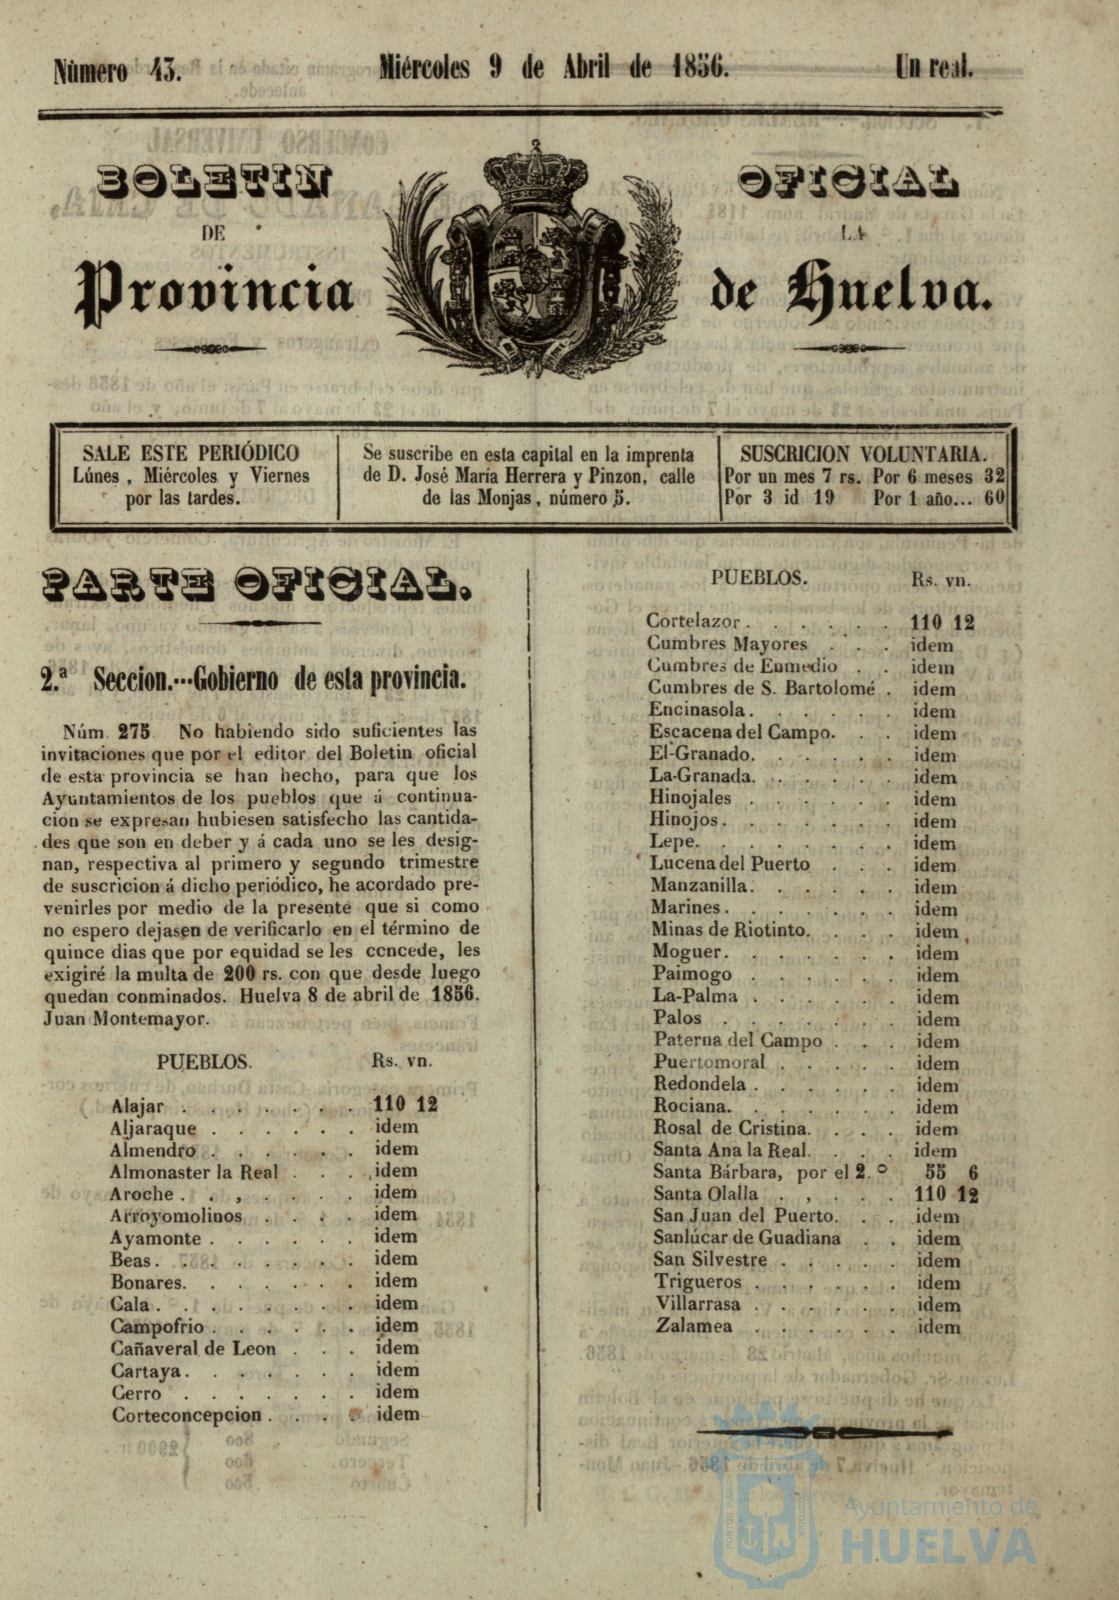 Número 43. Miércoles 9 de Abril de 1856. Un real.
BOLETIN OFICIAL
DE LA
Provincia de Huelva.
SALE ESTE PERIÓDICO
Lúnes, Miércoles y Viernes
por las tardes.
Se suscribe en esta capital en la imprenta
de D. José María Herrera y Pinzon, calle
de las Monjas, número 5.
SUSCRICION VOLUNTARIA.
Por un mes 7 rs. Por 6 meses 32
Por 3 id 19 Por 1 año... 60
PARTE OFICIAL.
2.ª Seccion.---Gobierno de esta provincia.
Núm. 275. No habiendo sido suficientes las
invitaciones que por el editor del Boletin oficial
de esta provincia se han hecho, para que los
Ayuntamientos de los pueblos que á continua-
cion se expresan hubiesen satisfecho las cantida-
des que son en deber y á cada uno se les desig-
nan, respectiva al primero y segundo trimestre
de suscricion á dicho periódico, he acordado pre-
venirles por medio de la presente que si como
no espero dejasen de verificarlo en el término de
quince dias que por equidad se les concede, les
exigiré la multa de 200 rs. con que desde luego
quedan conminados. Huelva 8 de abril de 1856.
Juan Montemayor.
PUEBLOS. Rs. vn.
Alajar . . . . . . . 110 12
Aljaraque . . . . . . idem
Almendro . . . . . . idem
Almonaster la Real . . . idem
Aroche . . . . . . . idem
Arroyomolinos . . . . idem
Ayamonte . . . . . . idem
Beas. . . . . . . . idem
Bonares. . . . . . . idem
Cala . . . . . . . . idem
Campofrio . . . . . . idem
Cañaveral de Leon . . . idem
Cartaya. . . . . . . idem
Cerro . . . . . . . idem
Corteconcepcion . . . . idem
PUEBLOS. Rs. vn.
Cortelazor . . . . . . 110 12
Cumbres Mayores . . . idem
Cumbres de Enmedio . . idem
Cumbres de S. Bartolomé . idem
Encinasola. . . . . . idem
Escacena del Campo. . . idem
El-Granado. . . . . . idem
La-Granada. . . . . . idem
Hinojales . . . . . . idem
Hinojos. . . . . . . idem
Lepe. . . . . . . . idem
Lucena del Puerto . . . idem
Manzanilla. . . . . . idem
Marines. . . . . . . idem
Minas de Riotinto. . . . idem
Moguer. . . . . . . idem
Paimogo . . . . . . idem
La-Palma . . . . . . idem
Palos . . . . . . . idem
Paterna del Campo . . . idem
Puertomoral . . . . . idem
Redondela . . . . . . idem
Rociana. . . . . . . idem
Rosal de Cristina. . . . idem
Santa Ana la Real. . . . idem
Santa Bárbara, por el 2.º 55 6
Santa Olalla . . . . . 110 12
San Juan del Puerto. . . idem
Sanlúcar de Guadiana . . idem
San Silvestre . . . . . idem
Trigueros . . . . . . idem
Villarrasa . . . . . . idem
Zalamea . . . . . . idem
Ayuntamiento de
HUELVA